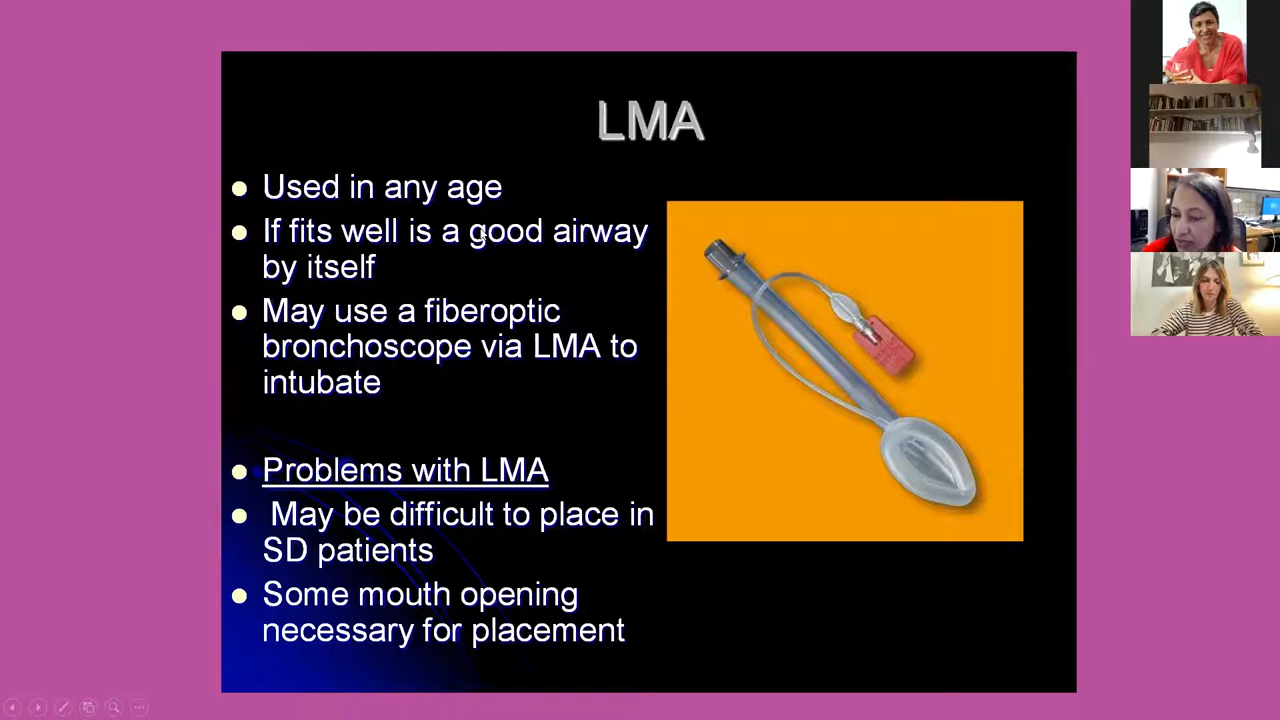 LMA
Used in any age
If fits well is a good airway
by itself
May use a fiberoptic
bronchoscope via LMA to
intubate
Problems with LMA
May be difficult to place in
SD patients
Some mouth opening
necessary for placement